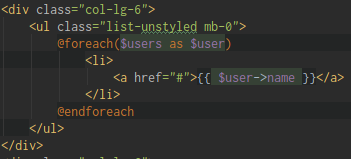 <div class="col-lg-6">
<ul class="list-unstyled mb-0">
@foreach($users as $user)
<li>
<a href="#">{{ $user->name }}</a>
</li>
@endforeach
</ul>
</div>